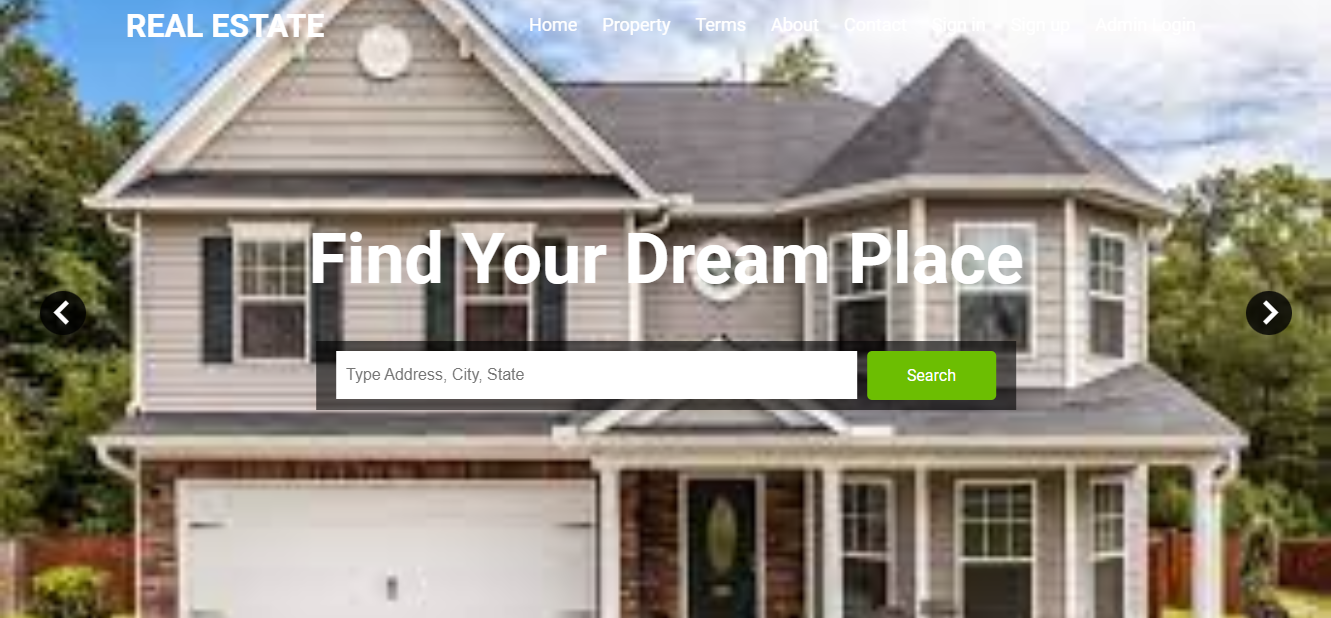 REAL ESTATE
Home Property Terms About Contact Sign in Sign up Admin Login
Find Your Dream Place
Type Address, City, State
Search